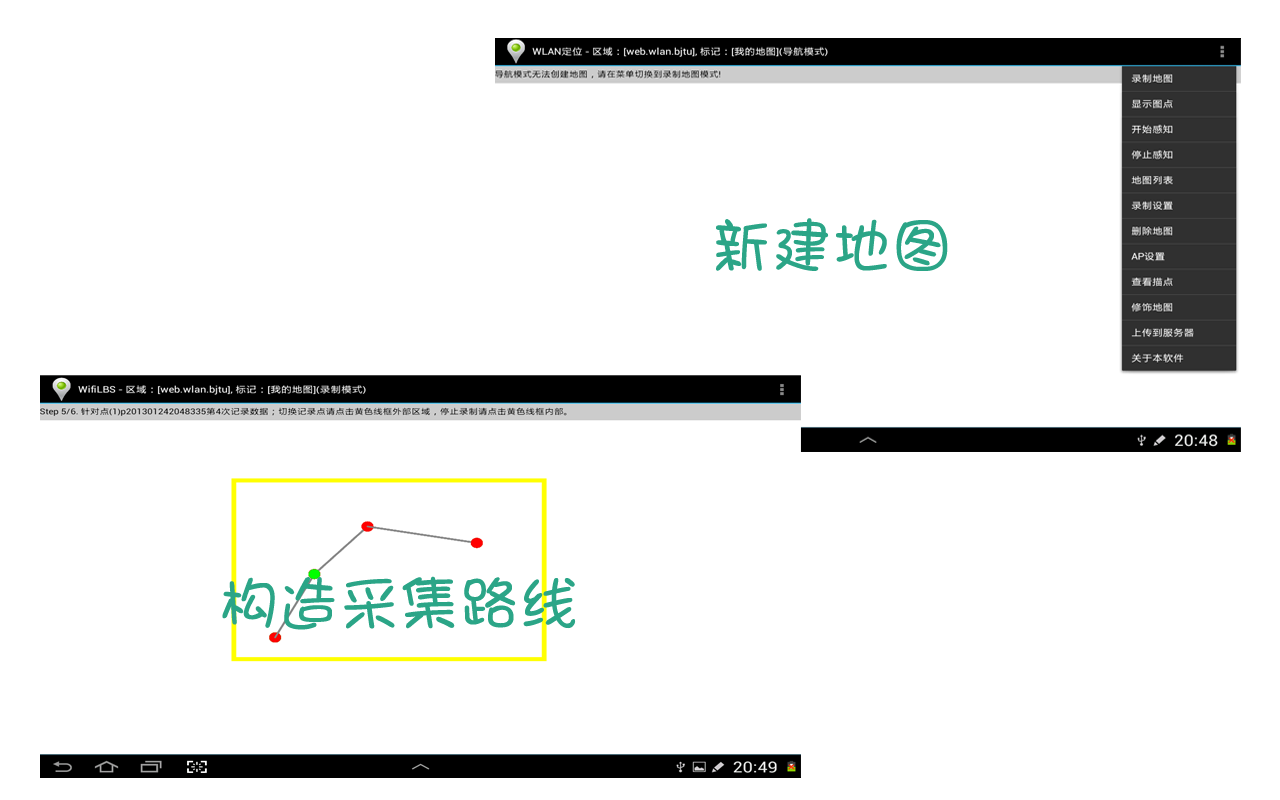 WLAN定位 - 区域：[web.wlan.bjtu], 标记：[我的地图](导航模式)
导航模式无法创建地图，请在菜单切换到录制地图模式!
录制地图
显示图点
开始感知
停止感知
地图列表
录制设置
删除地图
AP设置
查看描点
修饰地图
上传到服务器
关于本软件
新建地图
20:48
WifiLBS - 区域：[web.wlan.bjtu], 标记：[我的地图](录制模式)
Step 5/6. 针对点(1)p201301242048335第4次记录数据；切换记录点请点击黄色线框外部区域，停止录制请点击黄色线框内部。
构造采集路线
20:49